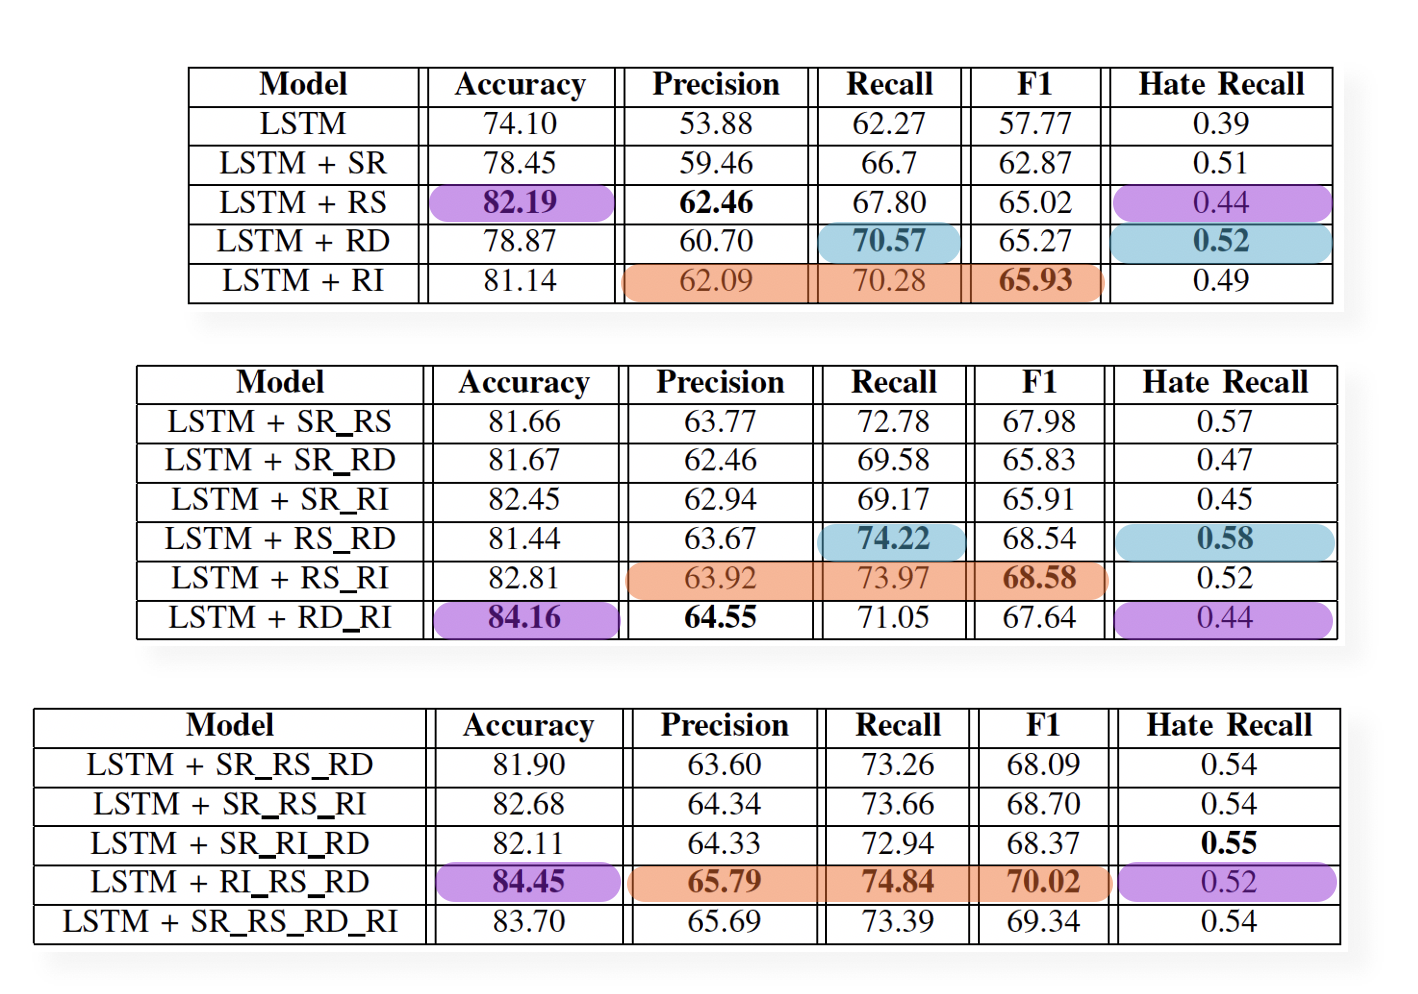 Model Accuracy Precision Recall F1 Hate Recall
LSTM 74.10 53.88 62.27 57.77 0.39
LSTM + SR 78.45 59.46 66.7 62.87 0.51
LSTM + RS 82.19 62.46 67.80 65.02 0.44
LSTM + RD 78.87 60.70 70.57 65.27 0.52
LSTM + RI 81.14 62.09 70.28 65.93 0.49
Model Accuracy Precision Recall F1 Hate Recall
LSTM + SR_RS 81.66 63.77 72.78 67.98 0.57
LSTM + SR_RD 81.67 62.46 69.58 65.83 0.47
LSTM + SR_RI 82.45 62.94 69.17 65.91 0.45
LSTM + RS_RD 81.44 63.67 74.22 68.54 0.58
LSTM + RS_RI 82.81 63.92 73.97 68.58 0.52
LSTM + RD_RI 84.16 64.55 71.05 67.64 0.44
Model Accuracy Precision Recall F1 Hate Recall
LSTM + SR_RS_RD 81.90 63.60 73.26 68.09 0.54
LSTM + SR_RS_RI 82.68 64.34 73.66 68.70 0.54
LSTM + SR_RI_RD 82.11 64.33 72.94 68.37 0.55
LSTM + RI_RS_RD 84.45 65.79 74.84 70.02 0.52
LSTM + SR_RS_RD_RI 83.70 65.69 73.39 69.34 0.54